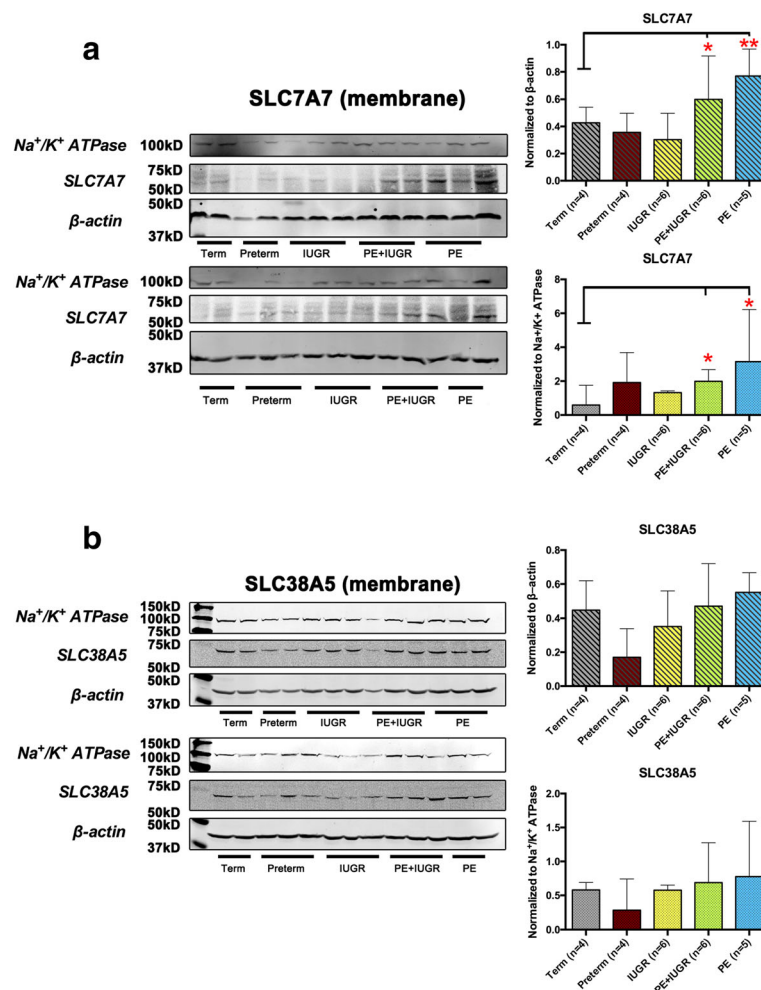 a
SLC7A7 (membrane)
Na⁺/K⁺ ATPase 100kD
SLC7A7 75kD
50kD
β-actin 50kD
37kD
Term Preterm IUGR PE+IUGR PE
Na⁺/K⁺ ATPase 100kD
SLC7A7 75kD
50kD
β-actin 50kD
37kD
Term Preterm IUGR PE+IUGR PE
SLC7A7
Normalized to β-actin
1.0
0.8
0.6
0.4
0.2
0.0
* **
Term (n=4) Preterm (n=4) IUGR (n=6) PE+IUGR (n=6) PE (n=5)
SLC7A7
Normalized to Na+/K+ ATPase
8
6
4
2
0
* *
Term (n=4) Preterm (n=4) IUGR (n=6) PE+IUGR (n=6) PE (n=5)
b
SLC38A5 (membrane)
Na⁺/K⁺ ATPase 150kD
100kD
75kD
SLC38A5 75kD
50kD
β-actin 50kD
37kD
Term Preterm IUGR PE+IUGR PE
Na⁺/K⁺ ATPase 150kD
100kD
75kD
SLC38A5 75kD
50kD
β-actin 50kD
37kD
Term Preterm IUGR PE+IUGR PE
SLC38A5
Normalized to β–actin
0.8
0.6
0.4
0.2
0.0
Term (n=4) Preterm (n=4) IUGR (n=6) PE+IUGR (n=6) PE (n=5)
SLC38A5
Normalized to Na⁺/K⁺ ATPase
2.0
1.5
1.0
0.5
0.0
Term (n=4) Preterm (n=4) IUGR (n=6) PE+IUGR (n=6) PE (n=5)